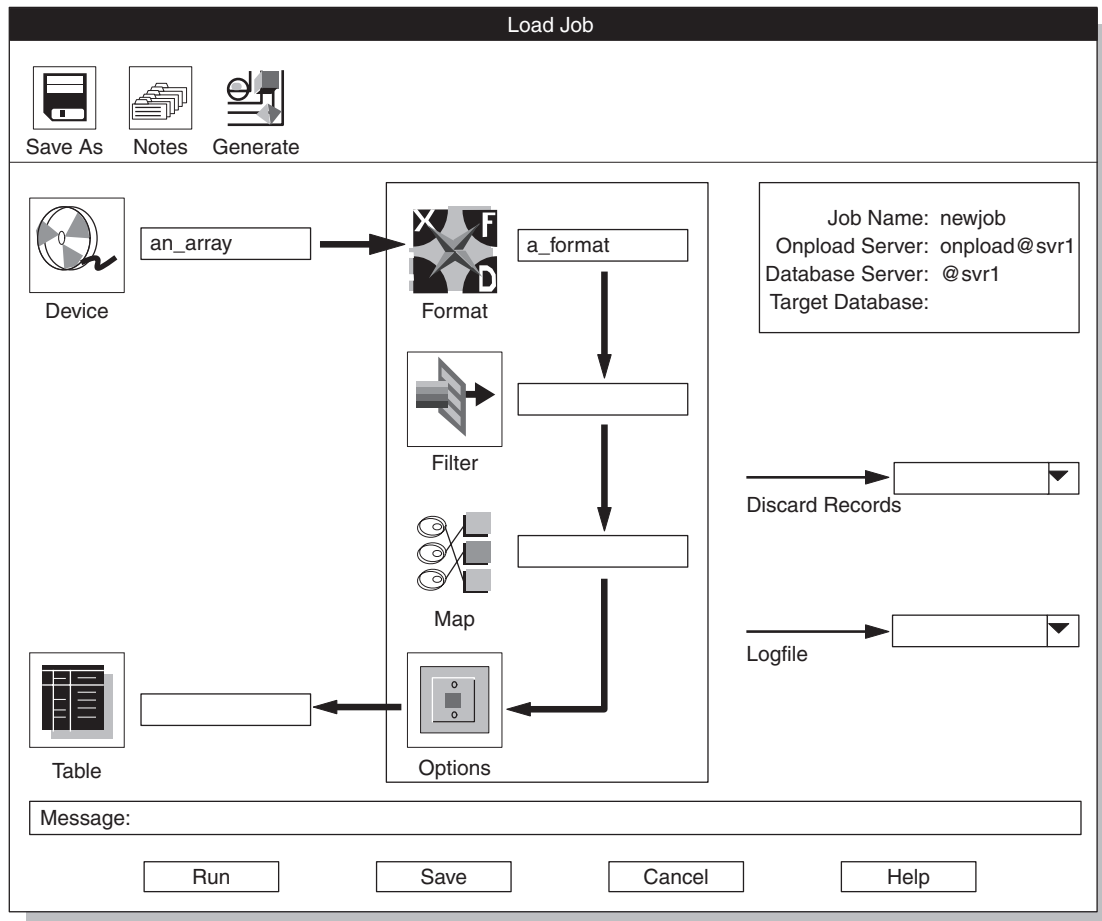 Load Job
Save As
Notes
Generate
an_array
Device
X F D
Format
a_format
Job Name: newjob
Onpload Server: onpload@svr1
Database Server: @svr1
Target Database:
Filter
Discard Records
Map
Logfile
Table
Options
Message:
Run
Save
Cancel
Help